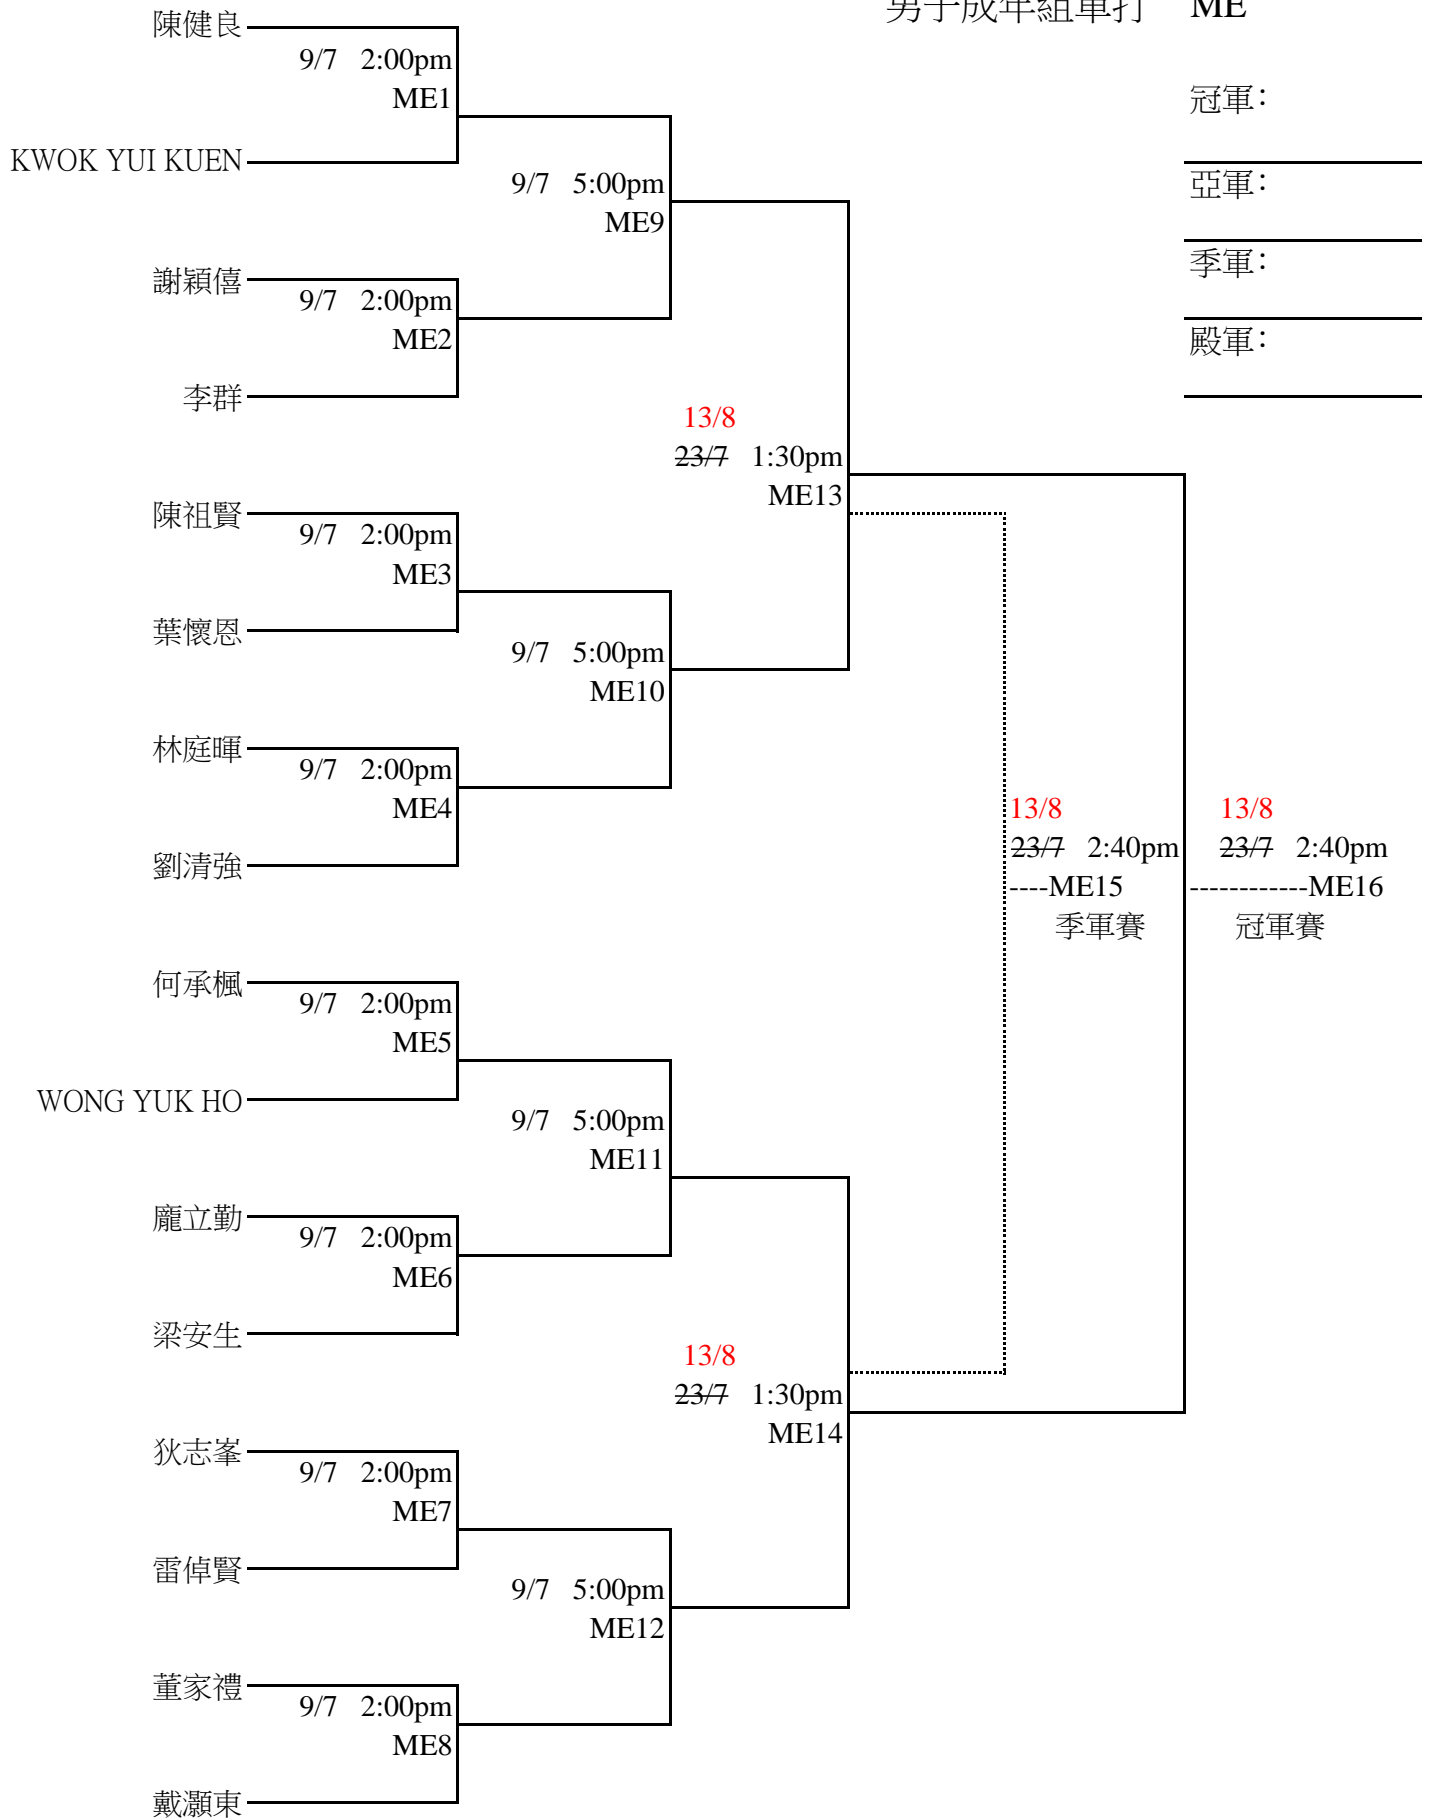 男子成年組單打 ME
陳健良
9/7 2:00pm
ME1
冠軍：
KWOK YUI KUEN
9/7 5:00pm
ME9
亞軍：
季軍：
謝穎僖
9/7 2:00pm
ME2
殿軍：
李群
13/8
23/7 1:30pm
ME13
陳祖賢
9/7 2:00pm
ME3
葉懷恩
9/7 5:00pm
ME10
林庭暉
9/7 2:00pm
ME4
劉清強
13/8 13/8
23/7 2:40pm 23/7 2:40pm
----ME15 ------------ME16
季軍賽 冠軍賽
何承楓
9/7 2:00pm
ME5
WONG YUK HO
9/7 5:00pm
ME11
龐立勤
9/7 2:00pm
ME6
梁安生
13/8
23/7 1:30pm
ME14
狄志峯
9/7 2:00pm
ME7
雷倬賢
9/7 5:00pm
ME12
董家禮
9/7 2:00pm
ME8
戴灝東